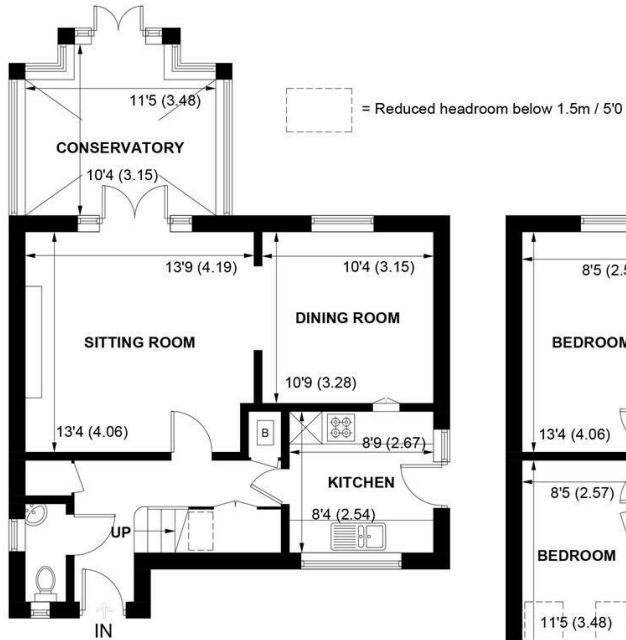 11'5 (3.48)
= Reduced headroom below 1.5m / 5'0
CONSERVATORY
10'4 (3.15)
13'9 (4.19)
10'4 (3.15)
8'5 (2.5
DINING ROOM
SITTING ROOM
BEDROOM
10'9 (3.28)
13'4 (4.06)
B
8'9 (2.67)
13'4 (4.06)
KITCHEN
8'5 (2.57)
8'4 (2.54)
UP
BEDROOM
11'5 (3.48)
IN